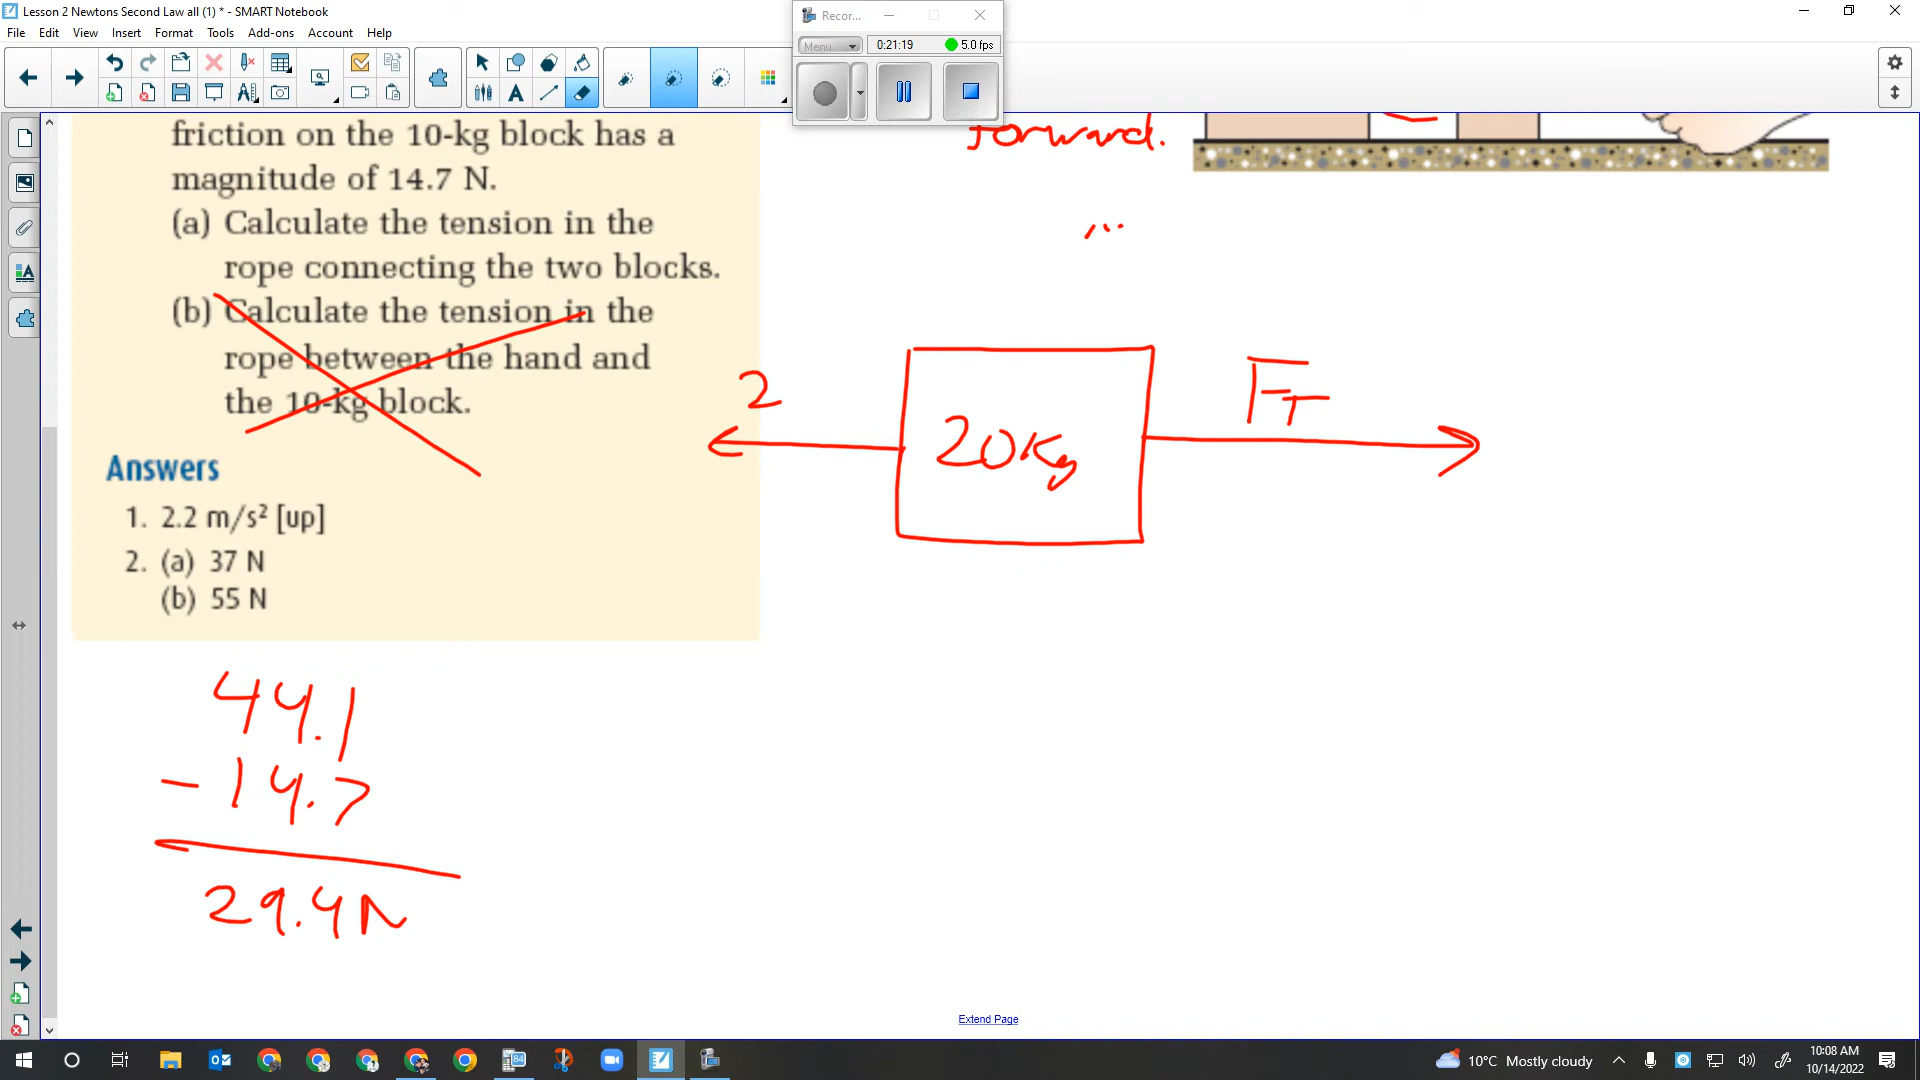 Lesson 2 Newtons Second Law all (1) * - SMART Notebook
File Edit View Insert Format Tools Add-ons Account Help
Recor...
Menu 0:21:19 5.0 fps
friction on the 10-kg block has a
magnitude of 14.7 N.
(a) Calculate the tension in the
rope connecting the two blocks.
(b) Calculate the tension in the
rope between the hand and
the 10-kg block.
Answers
1. 2.2 m/s² [up]
2. (a) 37 N
(b) 55 N
forward.
...
2
20Kg
FT
44.1
- 14.7
29.4N
Extend Page
10°C Mostly cloudy
10:08 AM
10/14/2022